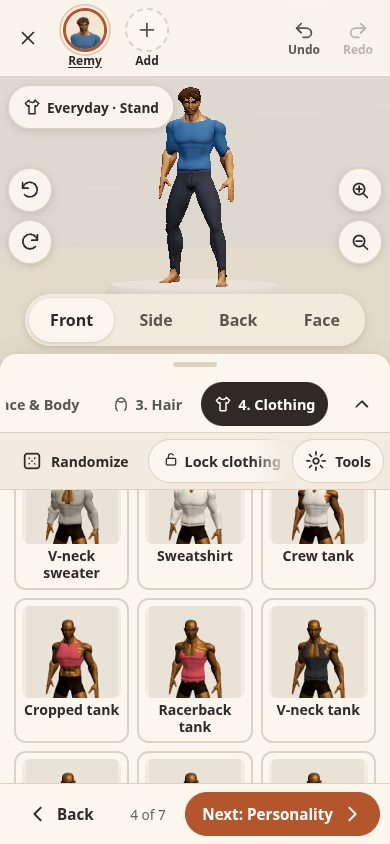 Remy
Add
Undo
Redo
Everyday · Stand
Front
Side
Back
Face
& Body
3. Hair
4. Clothing
Randomize
Lock clothing
Tools
V-neck
sweater
Sweatshirt
Crew tank
Cropped tank
Racerback
tank
V-neck tank
Back
4 of 7
Next: Personality